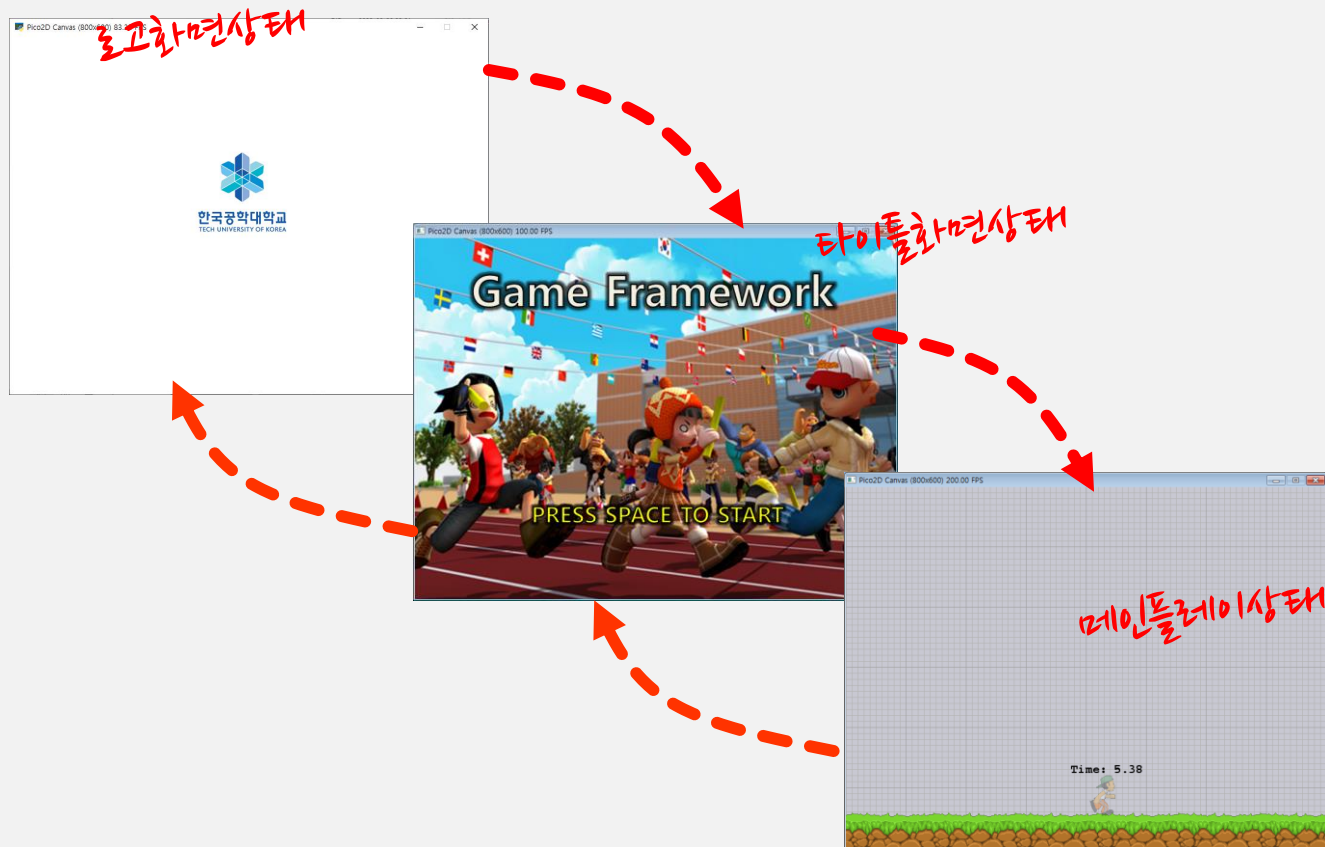 Pico2D Canvas (800x600) 83.
로고화면상태
한국공학대학교
TECH UNIVERSITY OF KOREA
Pico2D Canvas (800x600) 100.00 FPS
타이틀화면상태
Game Framework
PRESS SPACE TO START
Pico2D Canvas (800x600) 200.00 FPS
메인플레이상태
Time: 5.38